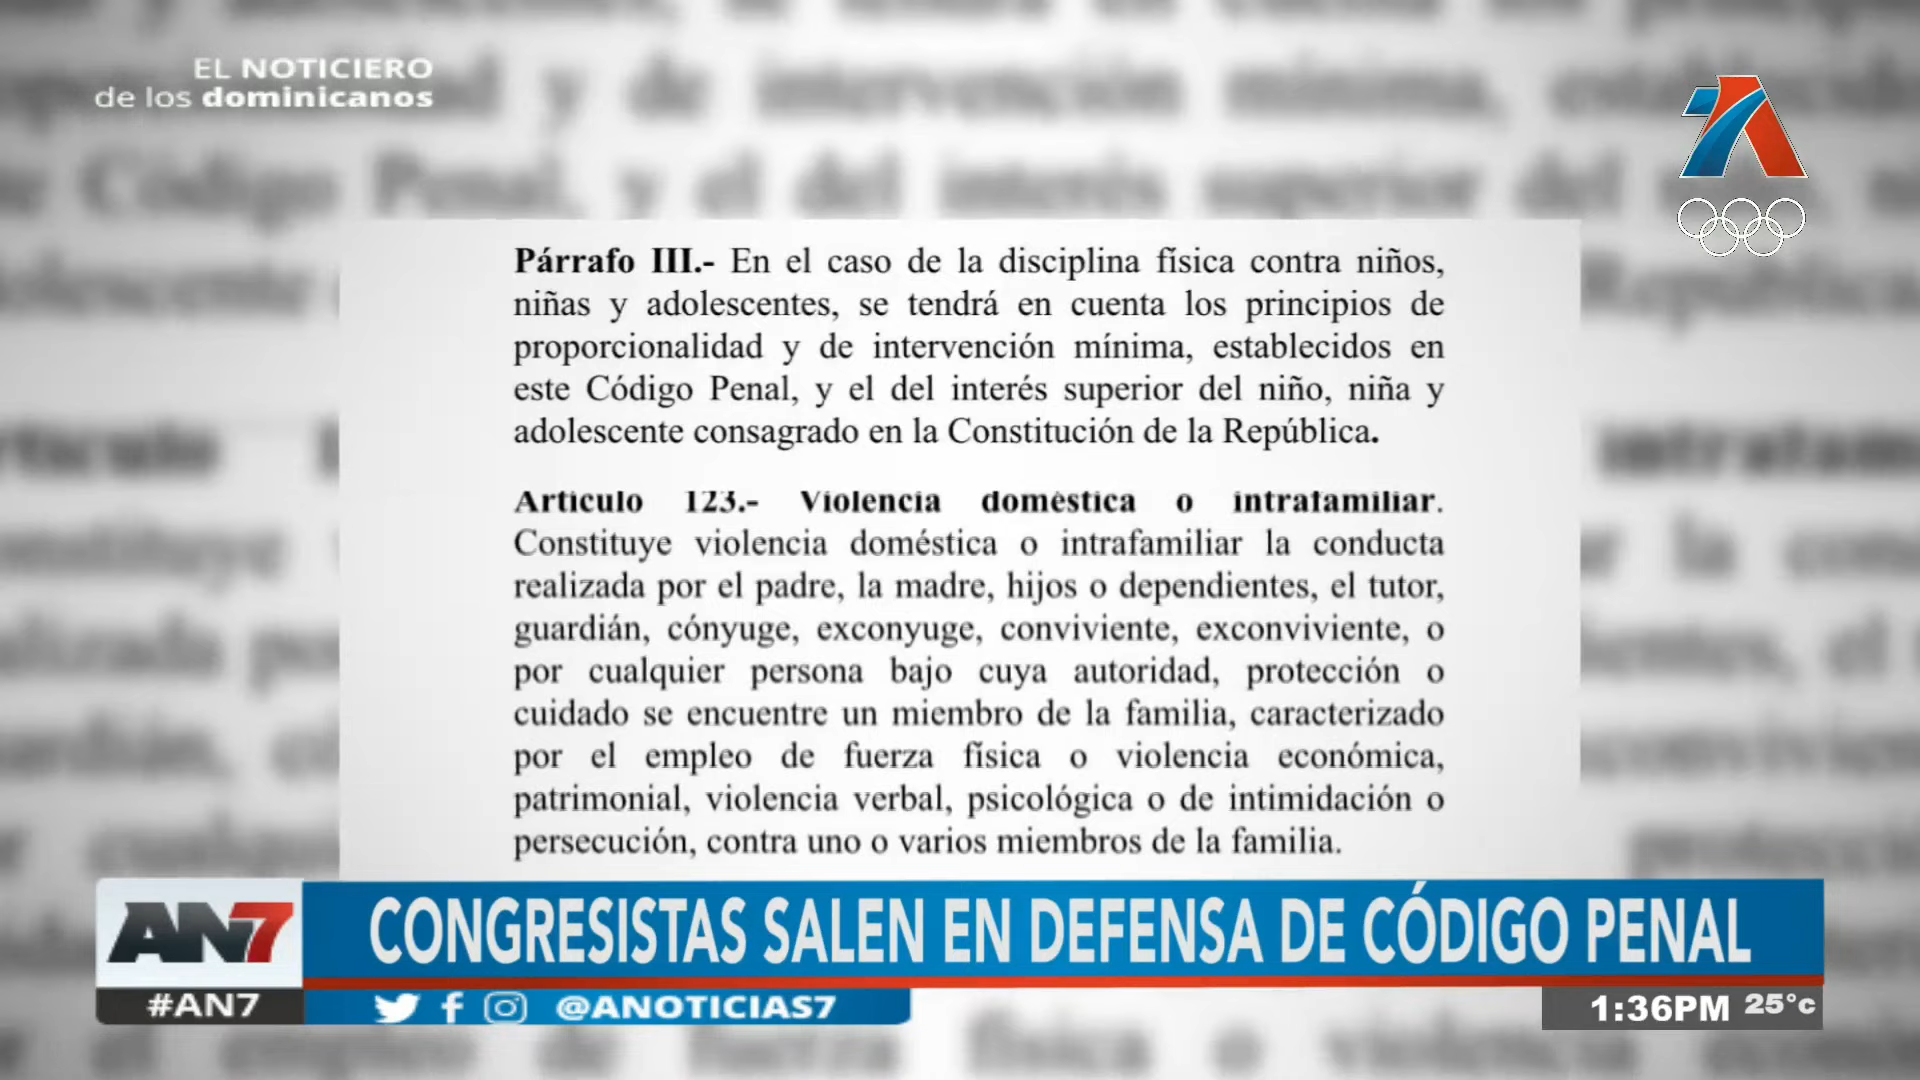 EL NOTICIERO
de los dominicanos
Párrafo III.- En el caso de la disciplina física contra niños,
niñas y adolescentes, se tendrá en cuenta los principios de
proporcionalidad y de intervención mínima, establecidos en
este Código Penal, y el del interés superior del niño, niña y
adolescente consagrado en la Constitución de la República.
Artículo 123.- Violencia doméstica o intrafamiliar.
Constituye violencia doméstica o intrafamiliar la conducta
realizada por el padre, la madre, hijos o dependientes, el tutor,
guardián, cónyuge, exconyuge, conviviente, exconviviente, o
por cualquier persona bajo cuya autoridad, protección o
cuidado se encuentre un miembro de la familia, caracterizado
por el empleo de fuerza física o violencia económica,
patrimonial, violencia verbal, psicológica o de intimidación o
persecución, contra uno o varios miembros de la familia.
AN7 CONGRESISTAS SALEN EN DEFENSA DE CÓDIGO PENAL
#AN7 @ANOTICIAS7
1:36PM 25°c